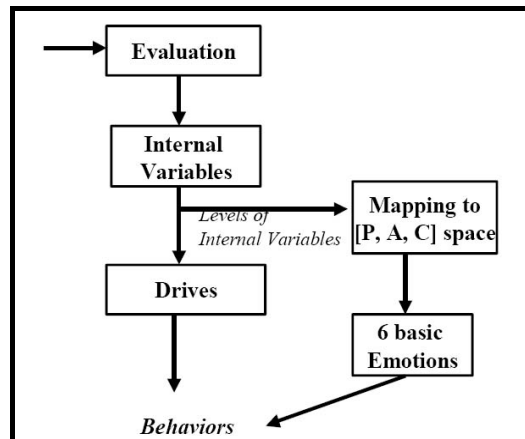 Evaluation
Internal
Variables
Levels of
Internal Variables
Mapping to
[P, A, C] space
Drives
6 basic
Emotions
Behaviors